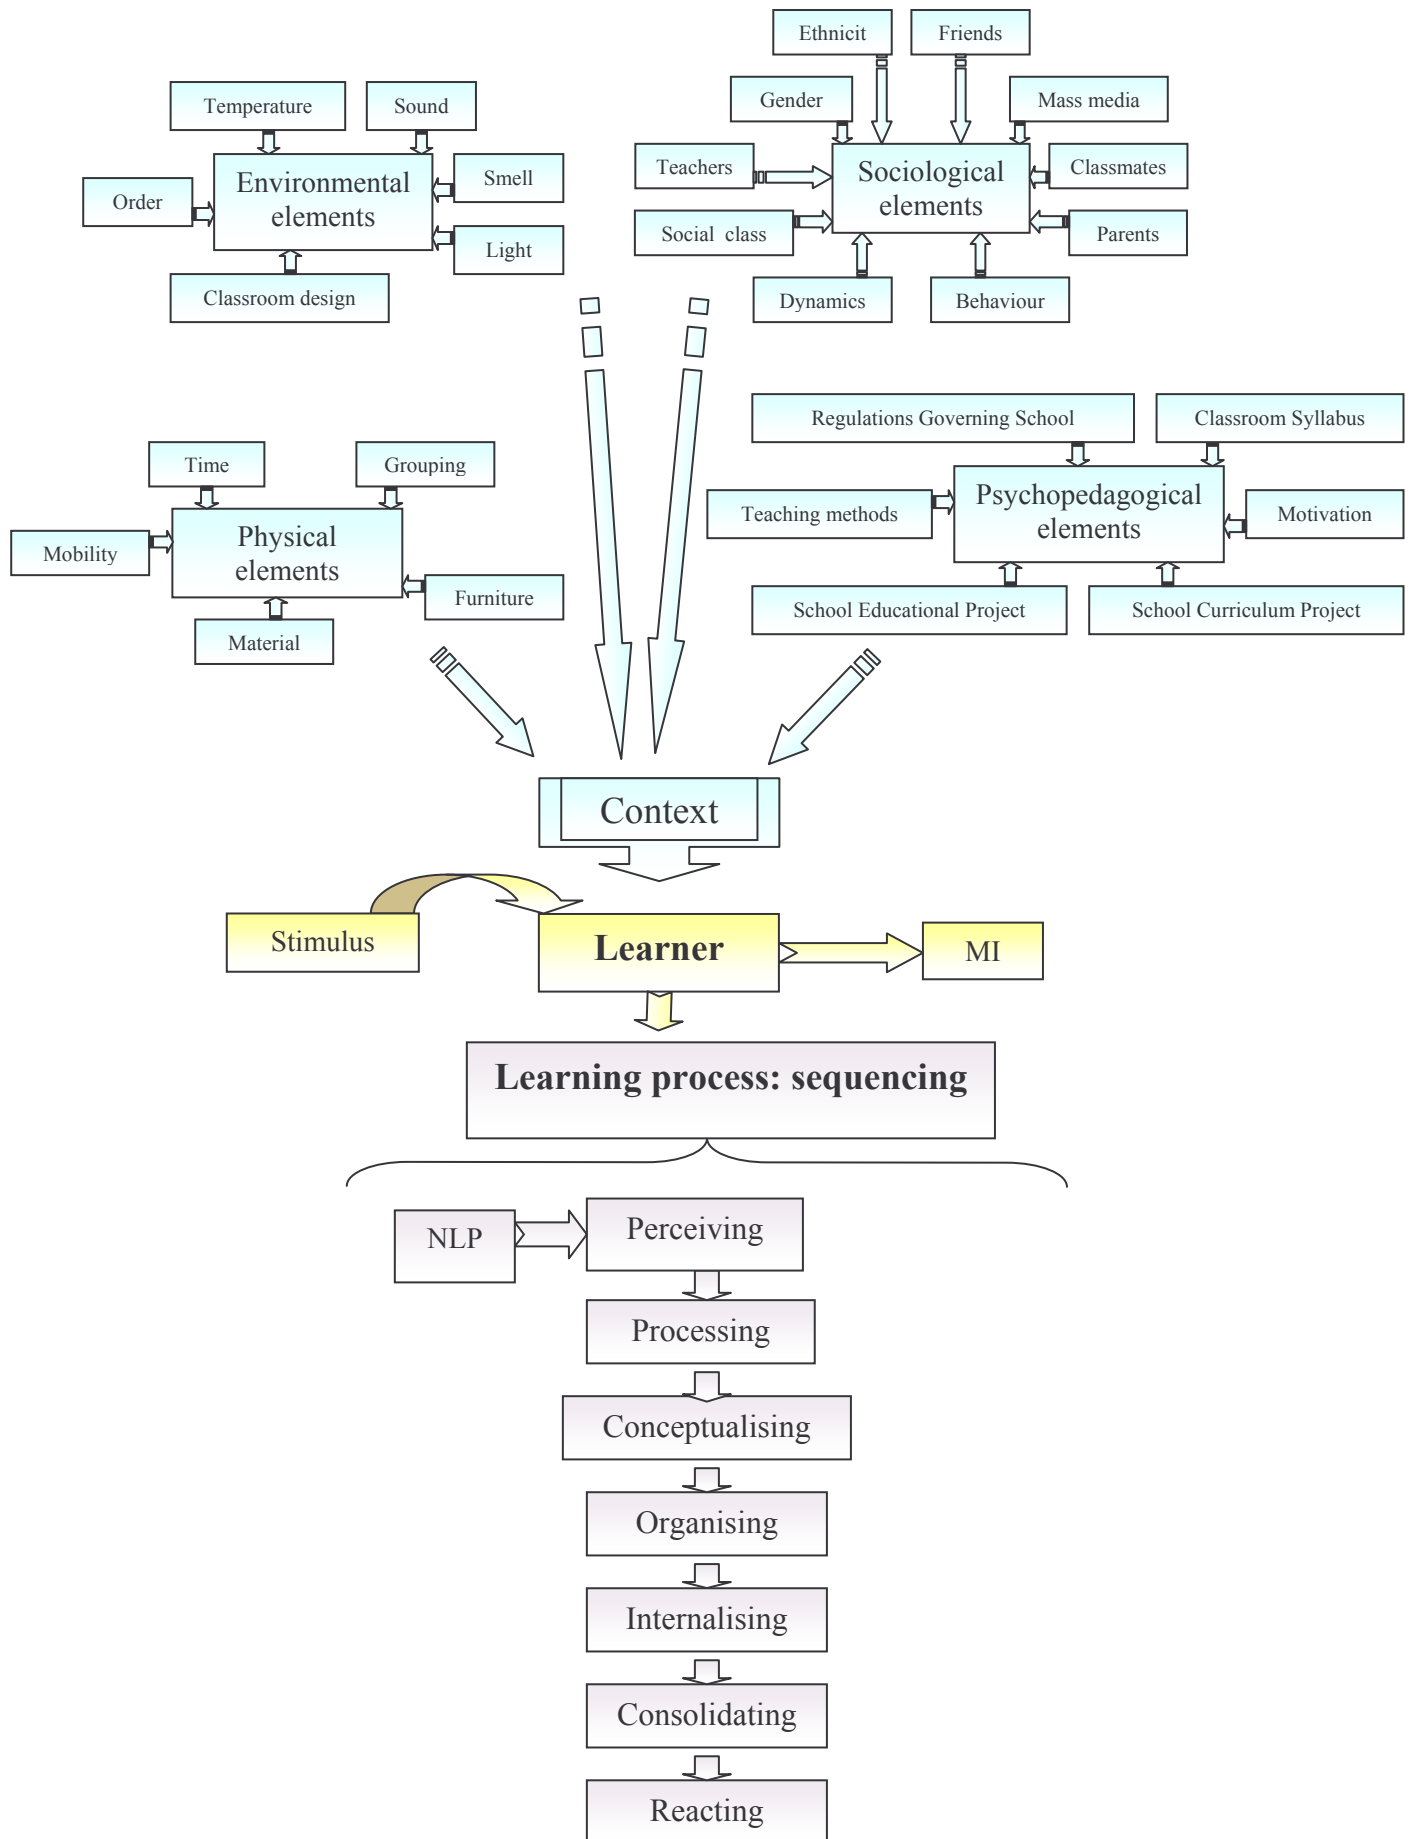 Ethnicit
Friends
Temperature
Sound
Gender
Mass media
Teachers
Sociological
elements
Classmates
Environmental
elements
Smell
Order
Social class
Parents
Light
Classroom design
Dynamics
Behaviour
Regulations Governing School
Classroom Syllabus
Time
Grouping
Psychopedagogical
elements
Teaching methods
Motivation
Physical
elements
Mobility
Furniture
School Educational Project
School Curriculum Project
Material
Context
Stimulus
Learner
MI
Learning process: sequencing
NLP
Perceiving
Processing
Conceptualising
Organising
Internalising
Consolidating
Reacting